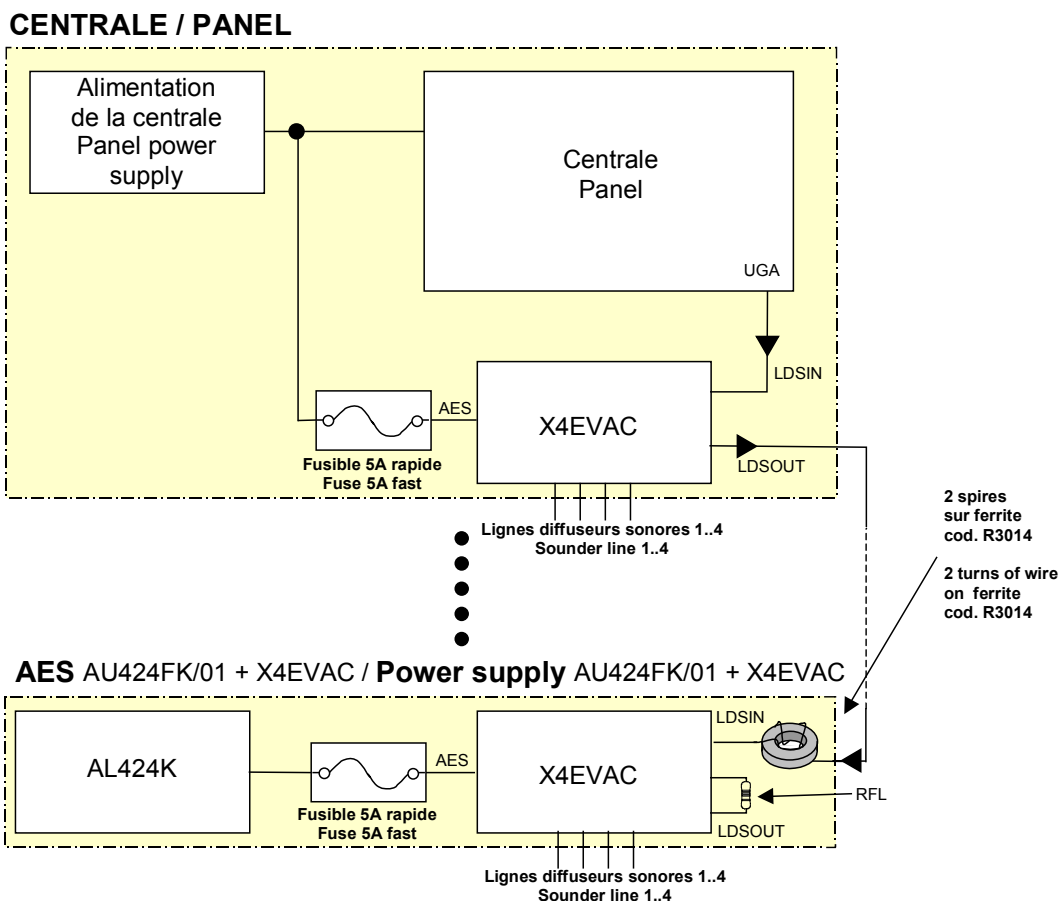 CENTRALE / PANEL
Alimentation
de la centrale
Panel power
supply
Centrale
Panel
UGA
LDSIN
AES
X4EVAC
LDSOUT
Fusible 5A rapide
Fuse 5A fast
Lignes diffuseurs sonores 1..4
Sounder line 1..4
2 spires
sur ferrite
cod. R3014
2 turns of wire
on ferrite
cod. R3014
AES AU424FK/01 + X4EVAC / Power supply AU424FK/01 + X4EVAC
LDSIN
AL424K
AES
X4EVAC
RFL
Fusible 5A rapide
Fuse 5A fast
LDSOUT
Lignes diffuseurs sonores 1..4
Sounder line 1..4